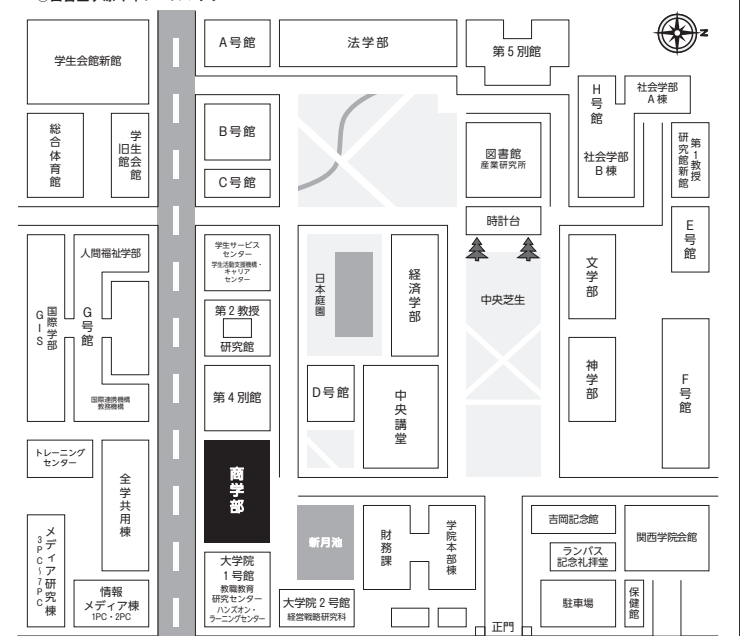 学生会館新館
A号館
法学部
第5別館
N
総合体育館
学生会館
旧館
B号館
C号館
図書館
産業研究所
H号館
社会学部
A棟
社会学部
B棟
第1教授
研究館新館
時計台
E号館
人間福祉学部
国際学部
GIS
G号館
国際連携機構
教務機構
学生サービス
センター
学生活動支援機構・
キャリア
センター
第2教授
研究館
日本庭園
経済学部
中央芝生
文学部
第4別館
D号館
中央講堂
神学部
F号館
トレーニング
センター
全学共用棟
商学部
メディア研究棟
3PC〜7PC
情報
メディア棟
1PC・2PC
大学院
1号館
教職教育
研究センター
ハンズオン・
ラーニングセンター
新月池
大学院2号館
経営戦略研究科
財務課
学院本部棟
吉岡記念館
ランバス
記念礼拝堂
関西学院会館
駐車場
保健館
正門